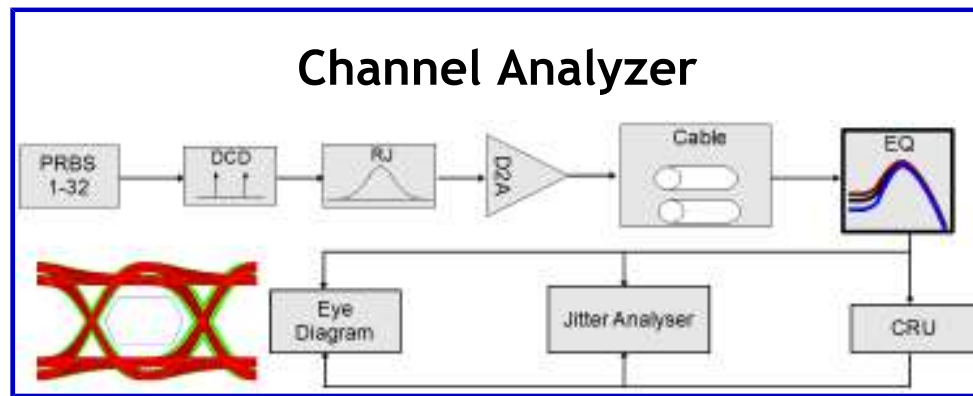 Channel Analyzer
PRBS
1-32
DCD
RJ
D2A
Cable
EQ
Eye
Diagram
Jitter Analyser
CRU